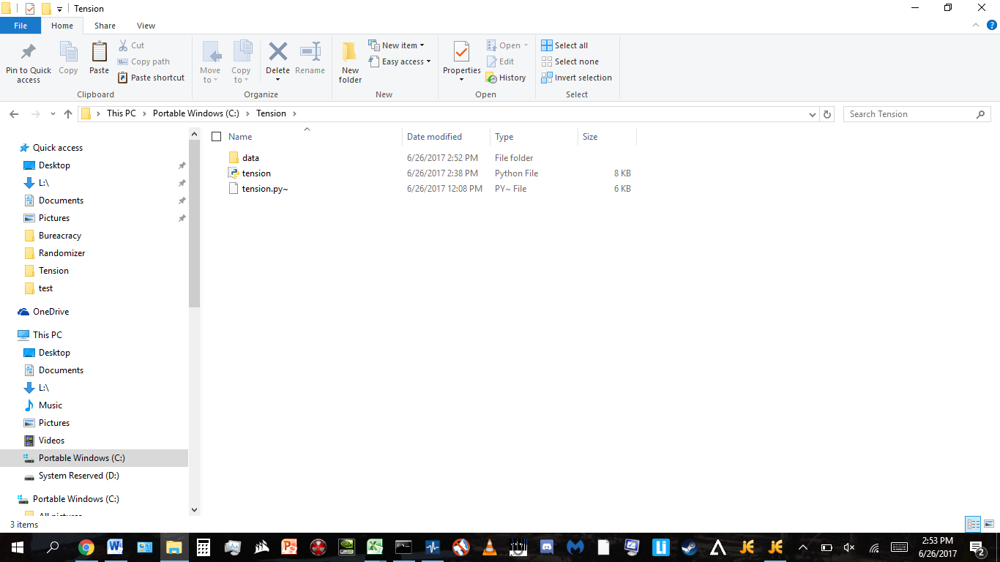 Tension
File Home Share View
Pin to Quick access
Copy
Paste
Cut
Copy path
Paste shortcut
Clipboard
Move to
Copy to
Delete
Rename
Organize
New folder
New item
Easy access
New
Properties
Open
Edit
History
Open
Select all
Select none
Invert selection
Select
This PC Portable Windows (C:) Tension
Search Tension
Quick access
Desktop
L:\
Documents
Pictures
Bureacracy
Randomizer
Tension
test
OneDrive
This PC
Desktop
Documents
L:\
Music
Pictures
Videos
Portable Windows (C:)
System Reserved (D:)
Portable Windows (C:)
All pictures
Name Date modified Type Size
data 6/26/2017 2:52 PM File folder
tension 6/26/2017 2:38 PM Python File 8 KB
tension.py~ 6/26/2017 12:08 PM PY~ File 6 KB
3 items
2:53 PM
6/26/2017
2